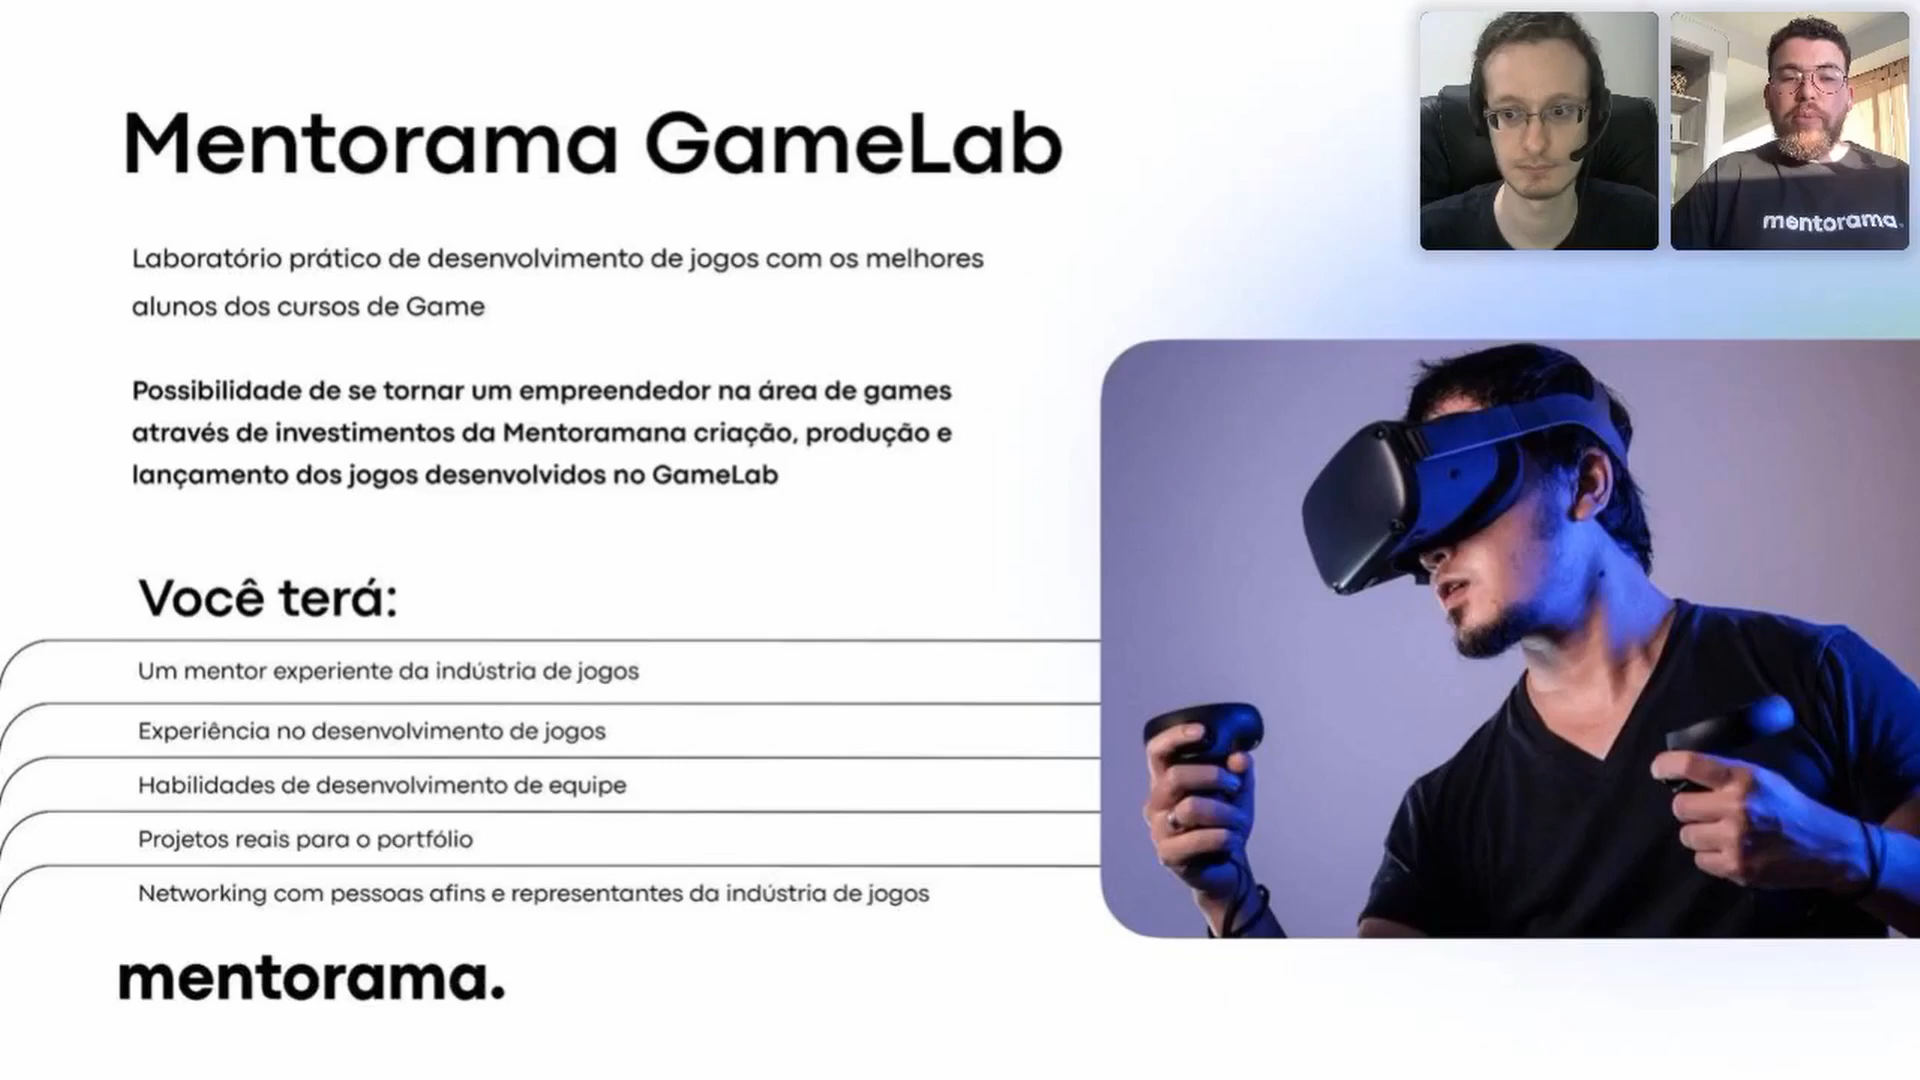 Mentorama GameLab
Laboratório prático de desenvolvimento de jogos com os melhores
alunos dos cursos de Game
Possibilidade de se tornar um empreendedor na área de games
através de investimentos da Mentoramana criação, produção e
lançamento dos jogos desenvolvidos no GameLab
Você terá:
Um mentor experiente da indústria de jogos
Experiência no desenvolvimento de jogos
Habilidades de desenvolvimento de equipe
Projetos reais para o portfólio
Networking com pessoas afins e representantes da indústria de jogos
mentorama.
mentorama.